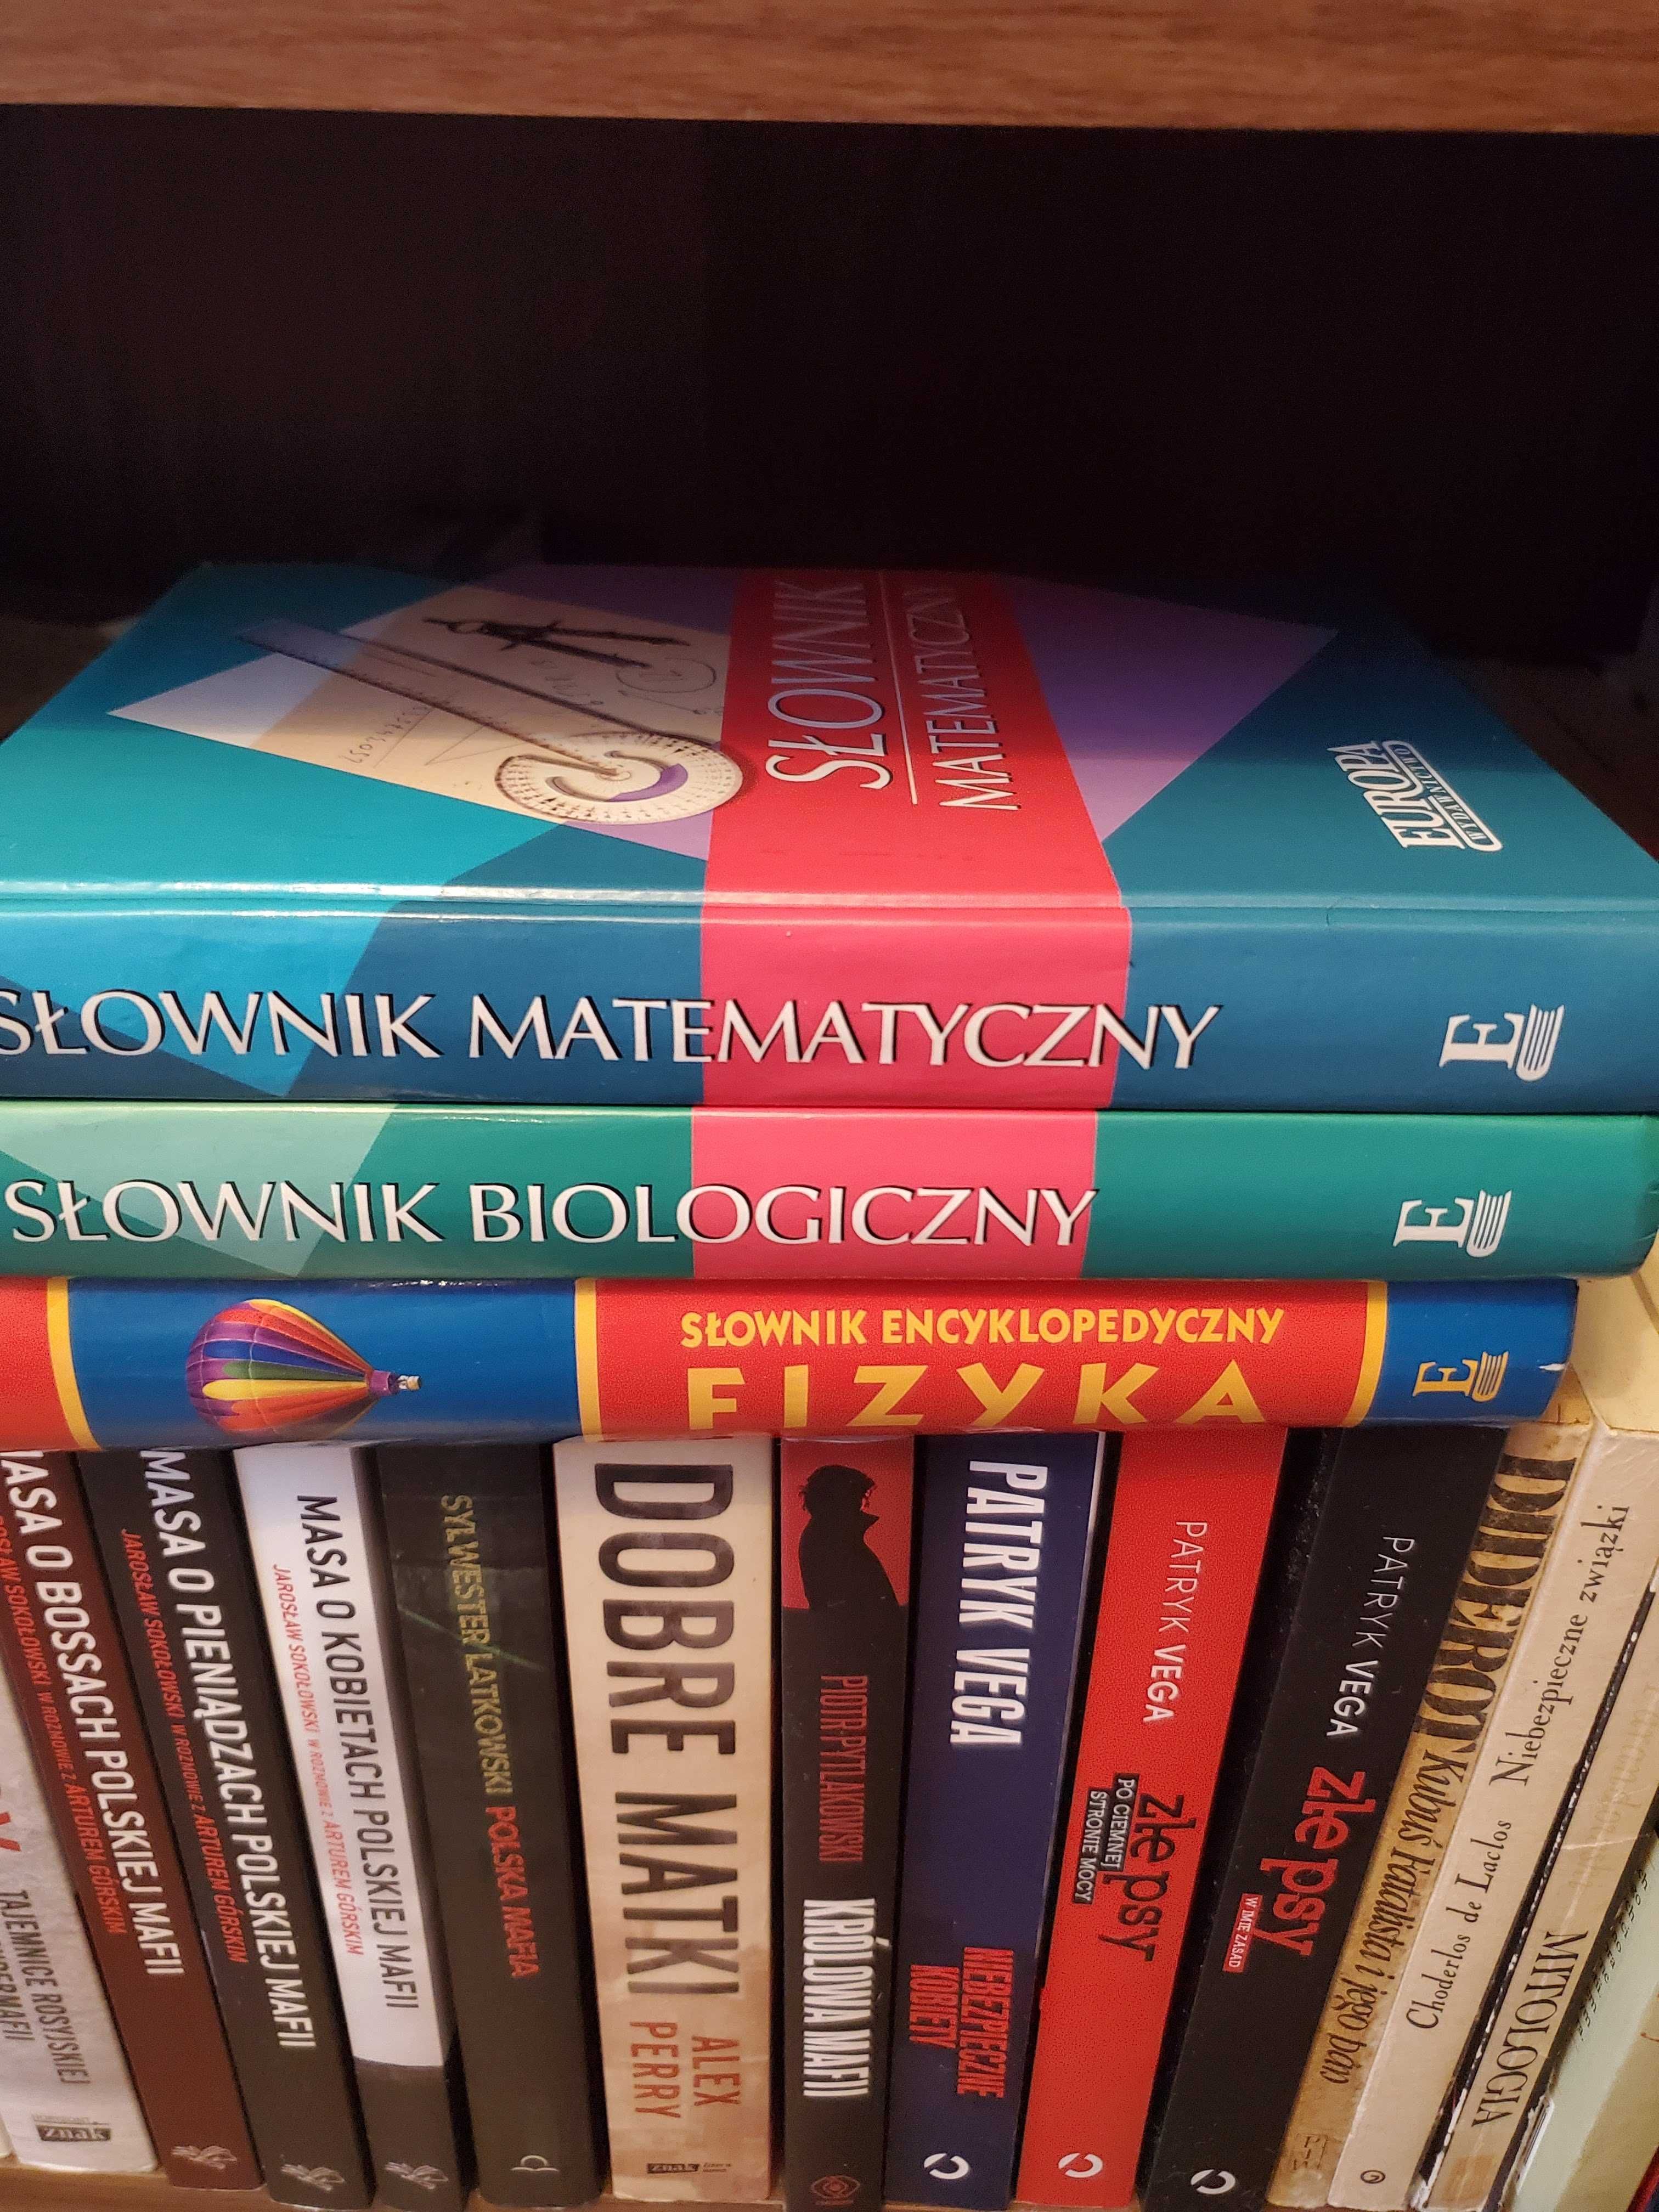 SŁOWNIK
MATEMATYCZNY
EUROPA
WYDAWNICTWO
SŁOWNIK MATEMATYCZNY
E
SŁOWNIK BIOLOGICZNY
E
SŁOWNIK ENCYKLOPEDYCZNY
FIZYKA
E
TAJEMNICE ROSYJSKIEJ
znak
MASA O BOSSACH POLSKIEJ MAFII
JAROSŁAW SOKOŁOWSKI W ROZMOWIE Z ARTUREM GÓRSKIM
MASA O PIENIĄDZACH POLSKIEJ MAFII
JAROSŁAW SOKOŁOWSKI W ROZMOWIE Z ARTUREM GÓRSKIM
MASA O KOBIETACH POLSKIEJ MAFII
JAROSŁAW SOKOŁOWSKI W ROZMOWIE Z ARTUREM GÓRSKIM
SYLWESTER LATKOWSKI POLSKA MAFIA
DOBRE MATKI
ALEX
PERRY
znak
PIOTR PYTLAKOWSKI KRÓLOWA MAFII
PATRYK VEGA
NIEBEZPIECZNE
KOBIETY
PATRYK VEGA
złe psy
PO CIEMNEJ
STRONIE MOCY
PATRYK VEGA
złe psy
W IMIĘ ZASAD
DIDEROT Kubuś Fatalista i jego pan
Choderlos de Laclos Niebezpieczne związki
MITOLOGIA